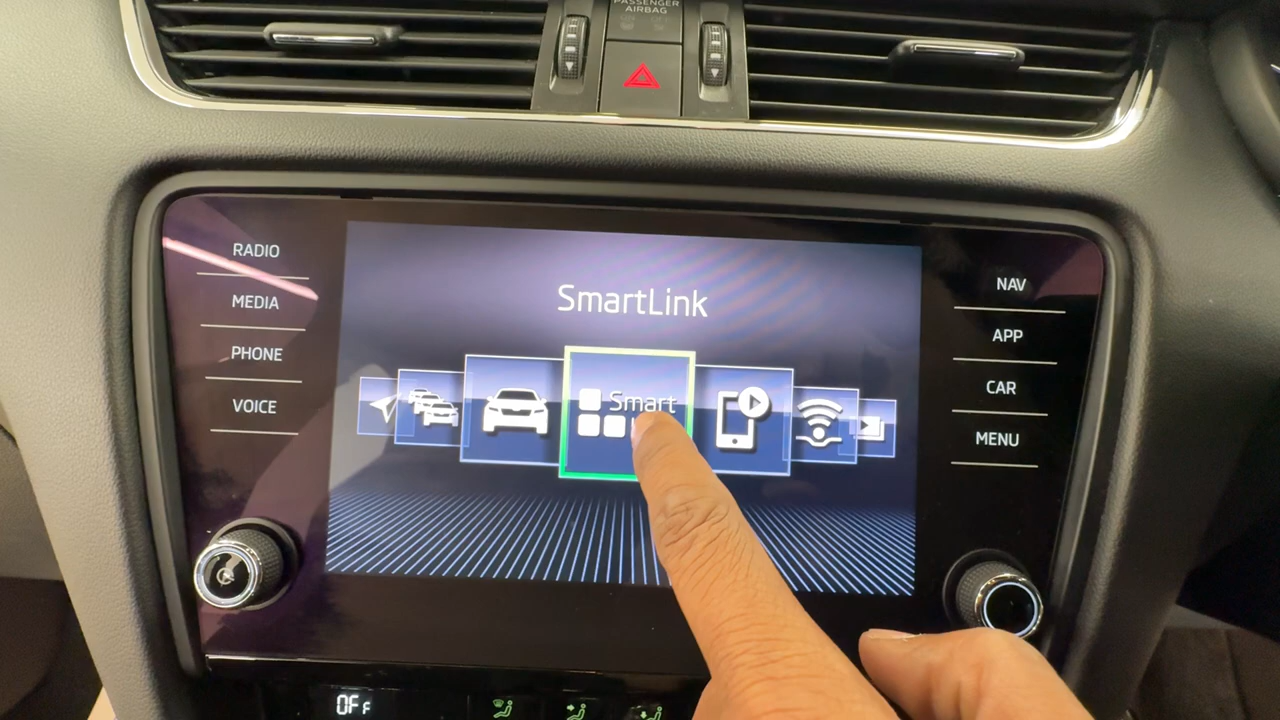 PASSENGER
AIRBAG
RADIO
MEDIA
PHONE
VOICE
SmartLink
Smart
NAV
APP
CAR
MENU
OFF